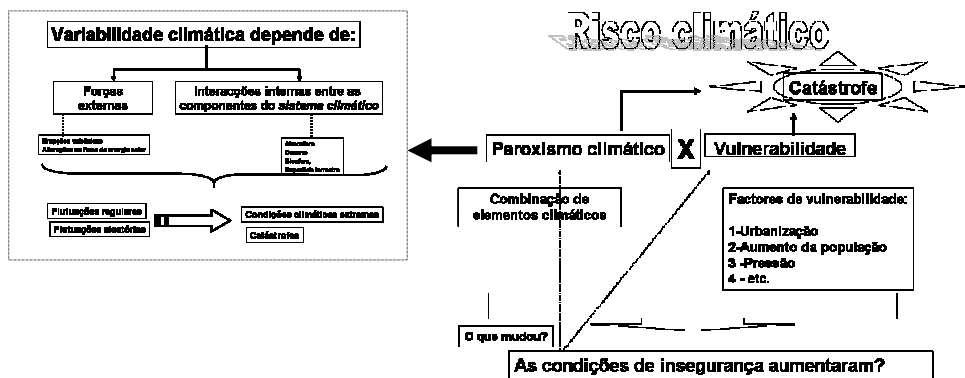 Risco climático
Variabilidade climática depende de:
Forças
externas
Interacções internas entre as
componentes do sistema climático
Erupções vulcânicas
Alterações no fluxo de energia solar
Atmosfera
Oceano
Biosfera,
Superfície terrestre
Flutuações regulares
Flutuações aleatórias
Condições climáticas extremas
Catástrofes
Catástrofe
Paroxismo climático X Vulnerabilidade
Combinação de
elementos climáticos
Factores de vulnerabilidade:
1-Urbanização
2-Aumento da população
3 -Pressão
4 - etc.
O que mudou?
As condições de insegurança aumentaram?